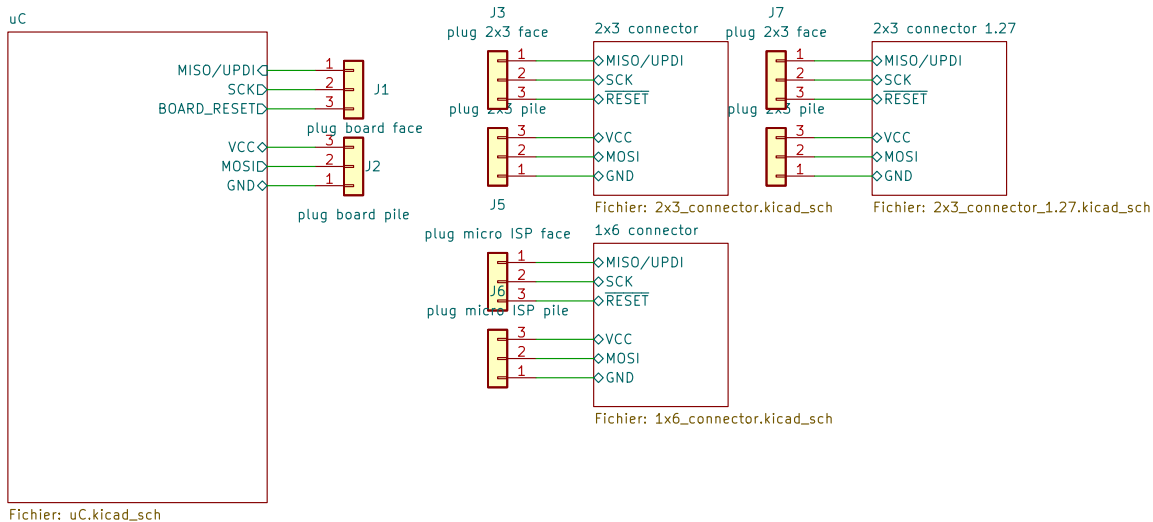 uC
MISO/UPDI
SCK
BOARD_RESET
VCC
MOSI
GND
1
2
3
J1
plug board face
3
2
1
J2
plug board pile
Fichier: uC.kicad_sch
J3
plug 2x3 face
1
2
3
plug 2x3 pile
3
2
1
2x3 connector
MISO/UPDI
SCK
RESET
VCC
MOSI
GND
Fichier: 2x3_connector.kicad_sch
J7
plug 2x3 face
1
2
3
plug 2x3 pile
3
2
1
2x3 connector 1.27
MISO/UPDI
SCK
RESET
VCC
MOSI
GND
Fichier: 2x3_connector_1.27.kicad_sch
J5
plug micro ISP face
1
2
3
J6
plug micro ISP pile
3
2
1
1x6 connector
MISO/UPDI
SCK
RESET
VCC
MOSI
GND
Fichier: 1x6_connector.kicad_sch